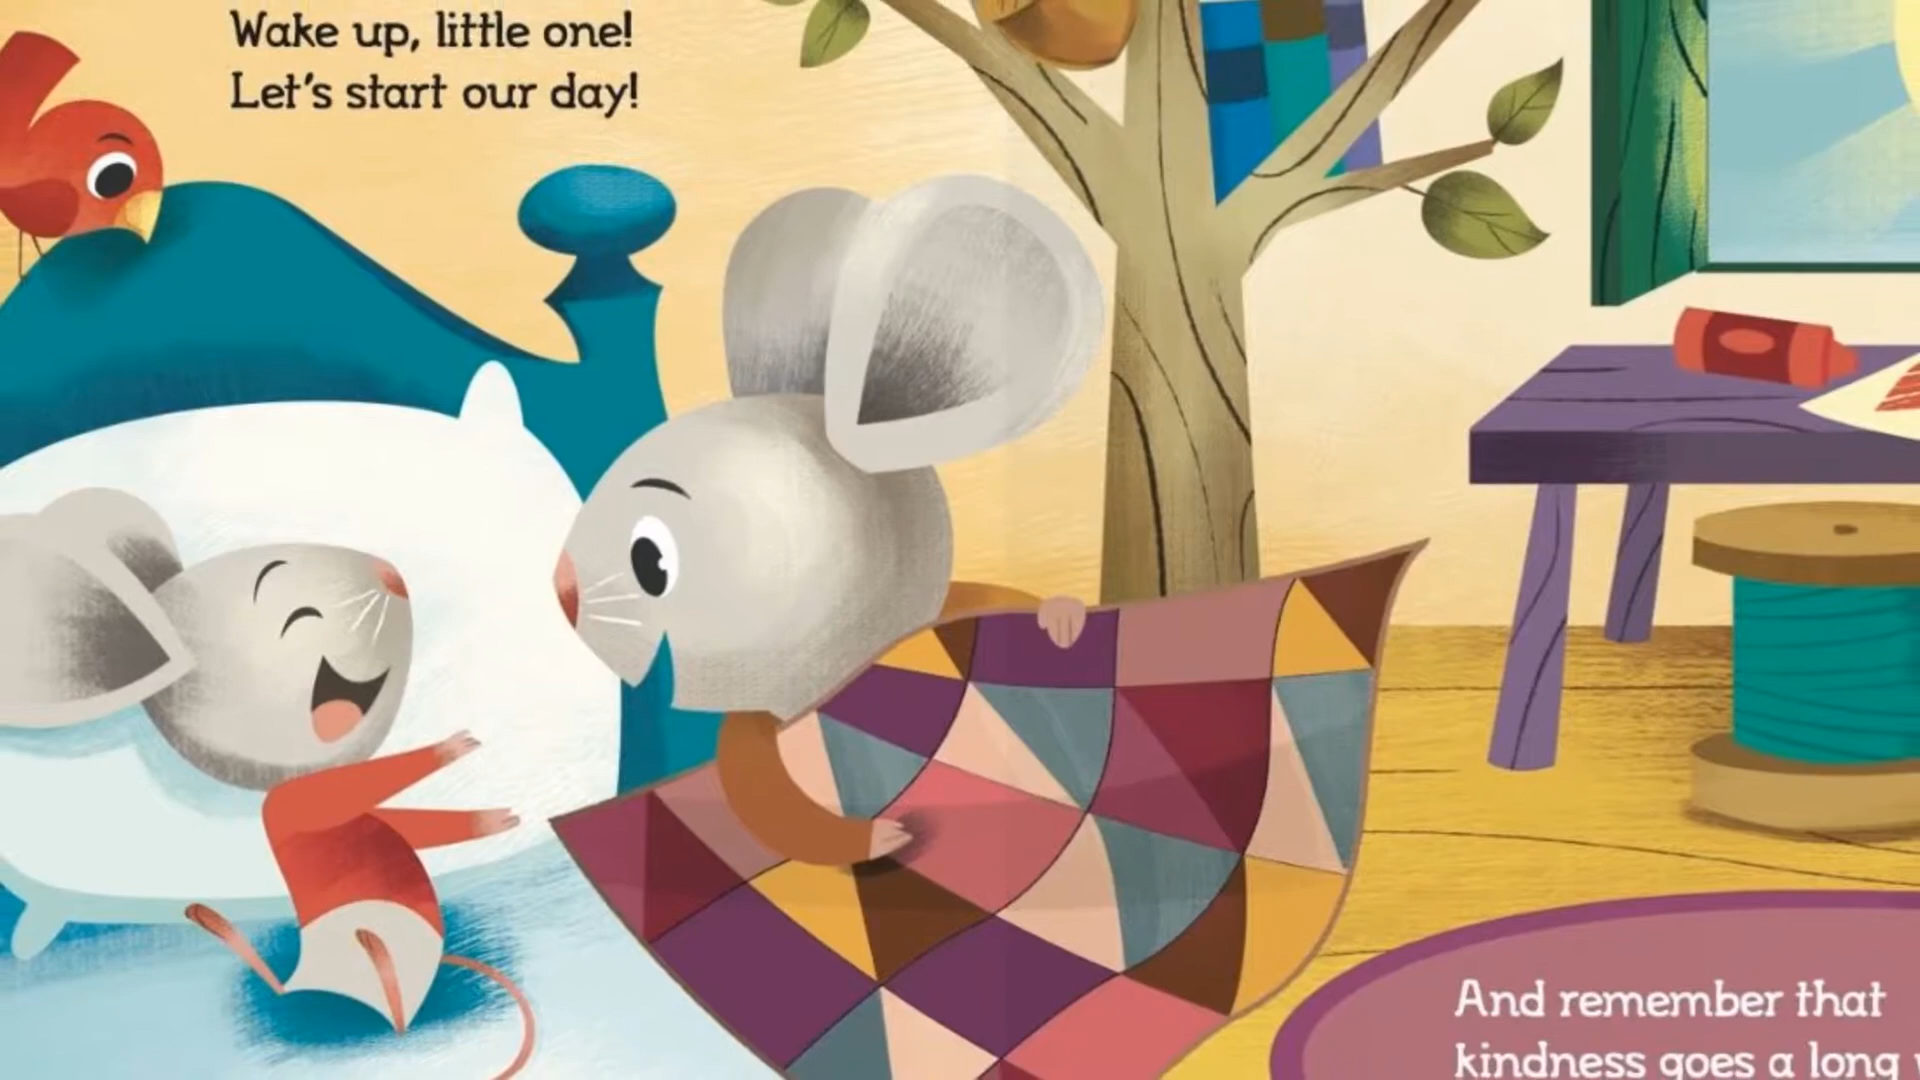 Wake up, little one!
Let's start our day!
And remember that
kindness goes a long